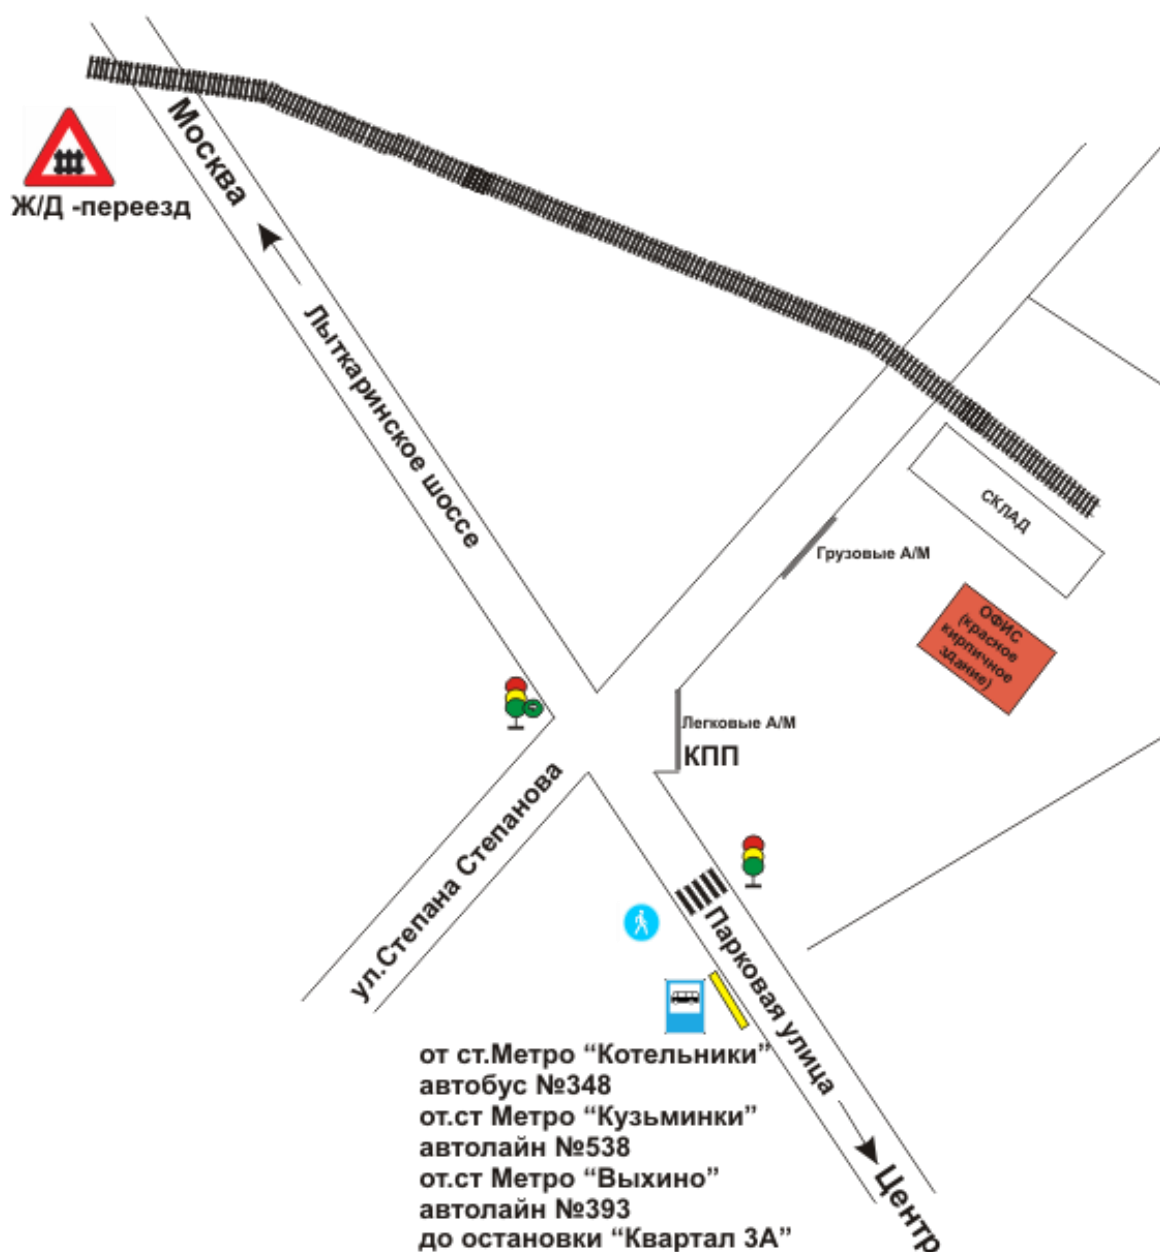 Москва
Ж/Д -переезд
Лыткаринское шоссе
СКЛАД
Грузовые А/М
ОФИС
(красное
кирпичное
здание)
Легковые А/М
КПП
ул.Степана Степанова
Парковая улица
от ст.Метро “Котельники”
автобус №348
от.ст Метро “Кузьминки”
автолайн №538
от.ст Метро “Выхино”
автолайн №393
до остановки “Квартал 3А”
Центр